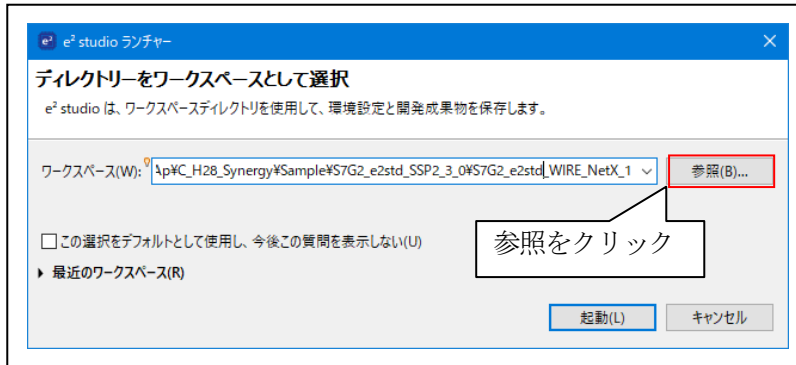 e² e² studio ランチャー
ディレクトリーをワークスペースとして選択
e² studio は、ワークスペースディレクトリを使用して、環境設定と開発成果物を保存します。
ワークスペース(W): Ap¥C_H28_Synergy¥Sample¥S7G2_e2std_SSP2_3_0¥S7G2_e2std_WIRE_NetX_1 参照(B)...
この選択をデフォルトとして使用し、今後この質問を表示しない(U)
参照をクリック
最近のワークスペース(R)
起動(L) キャンセル